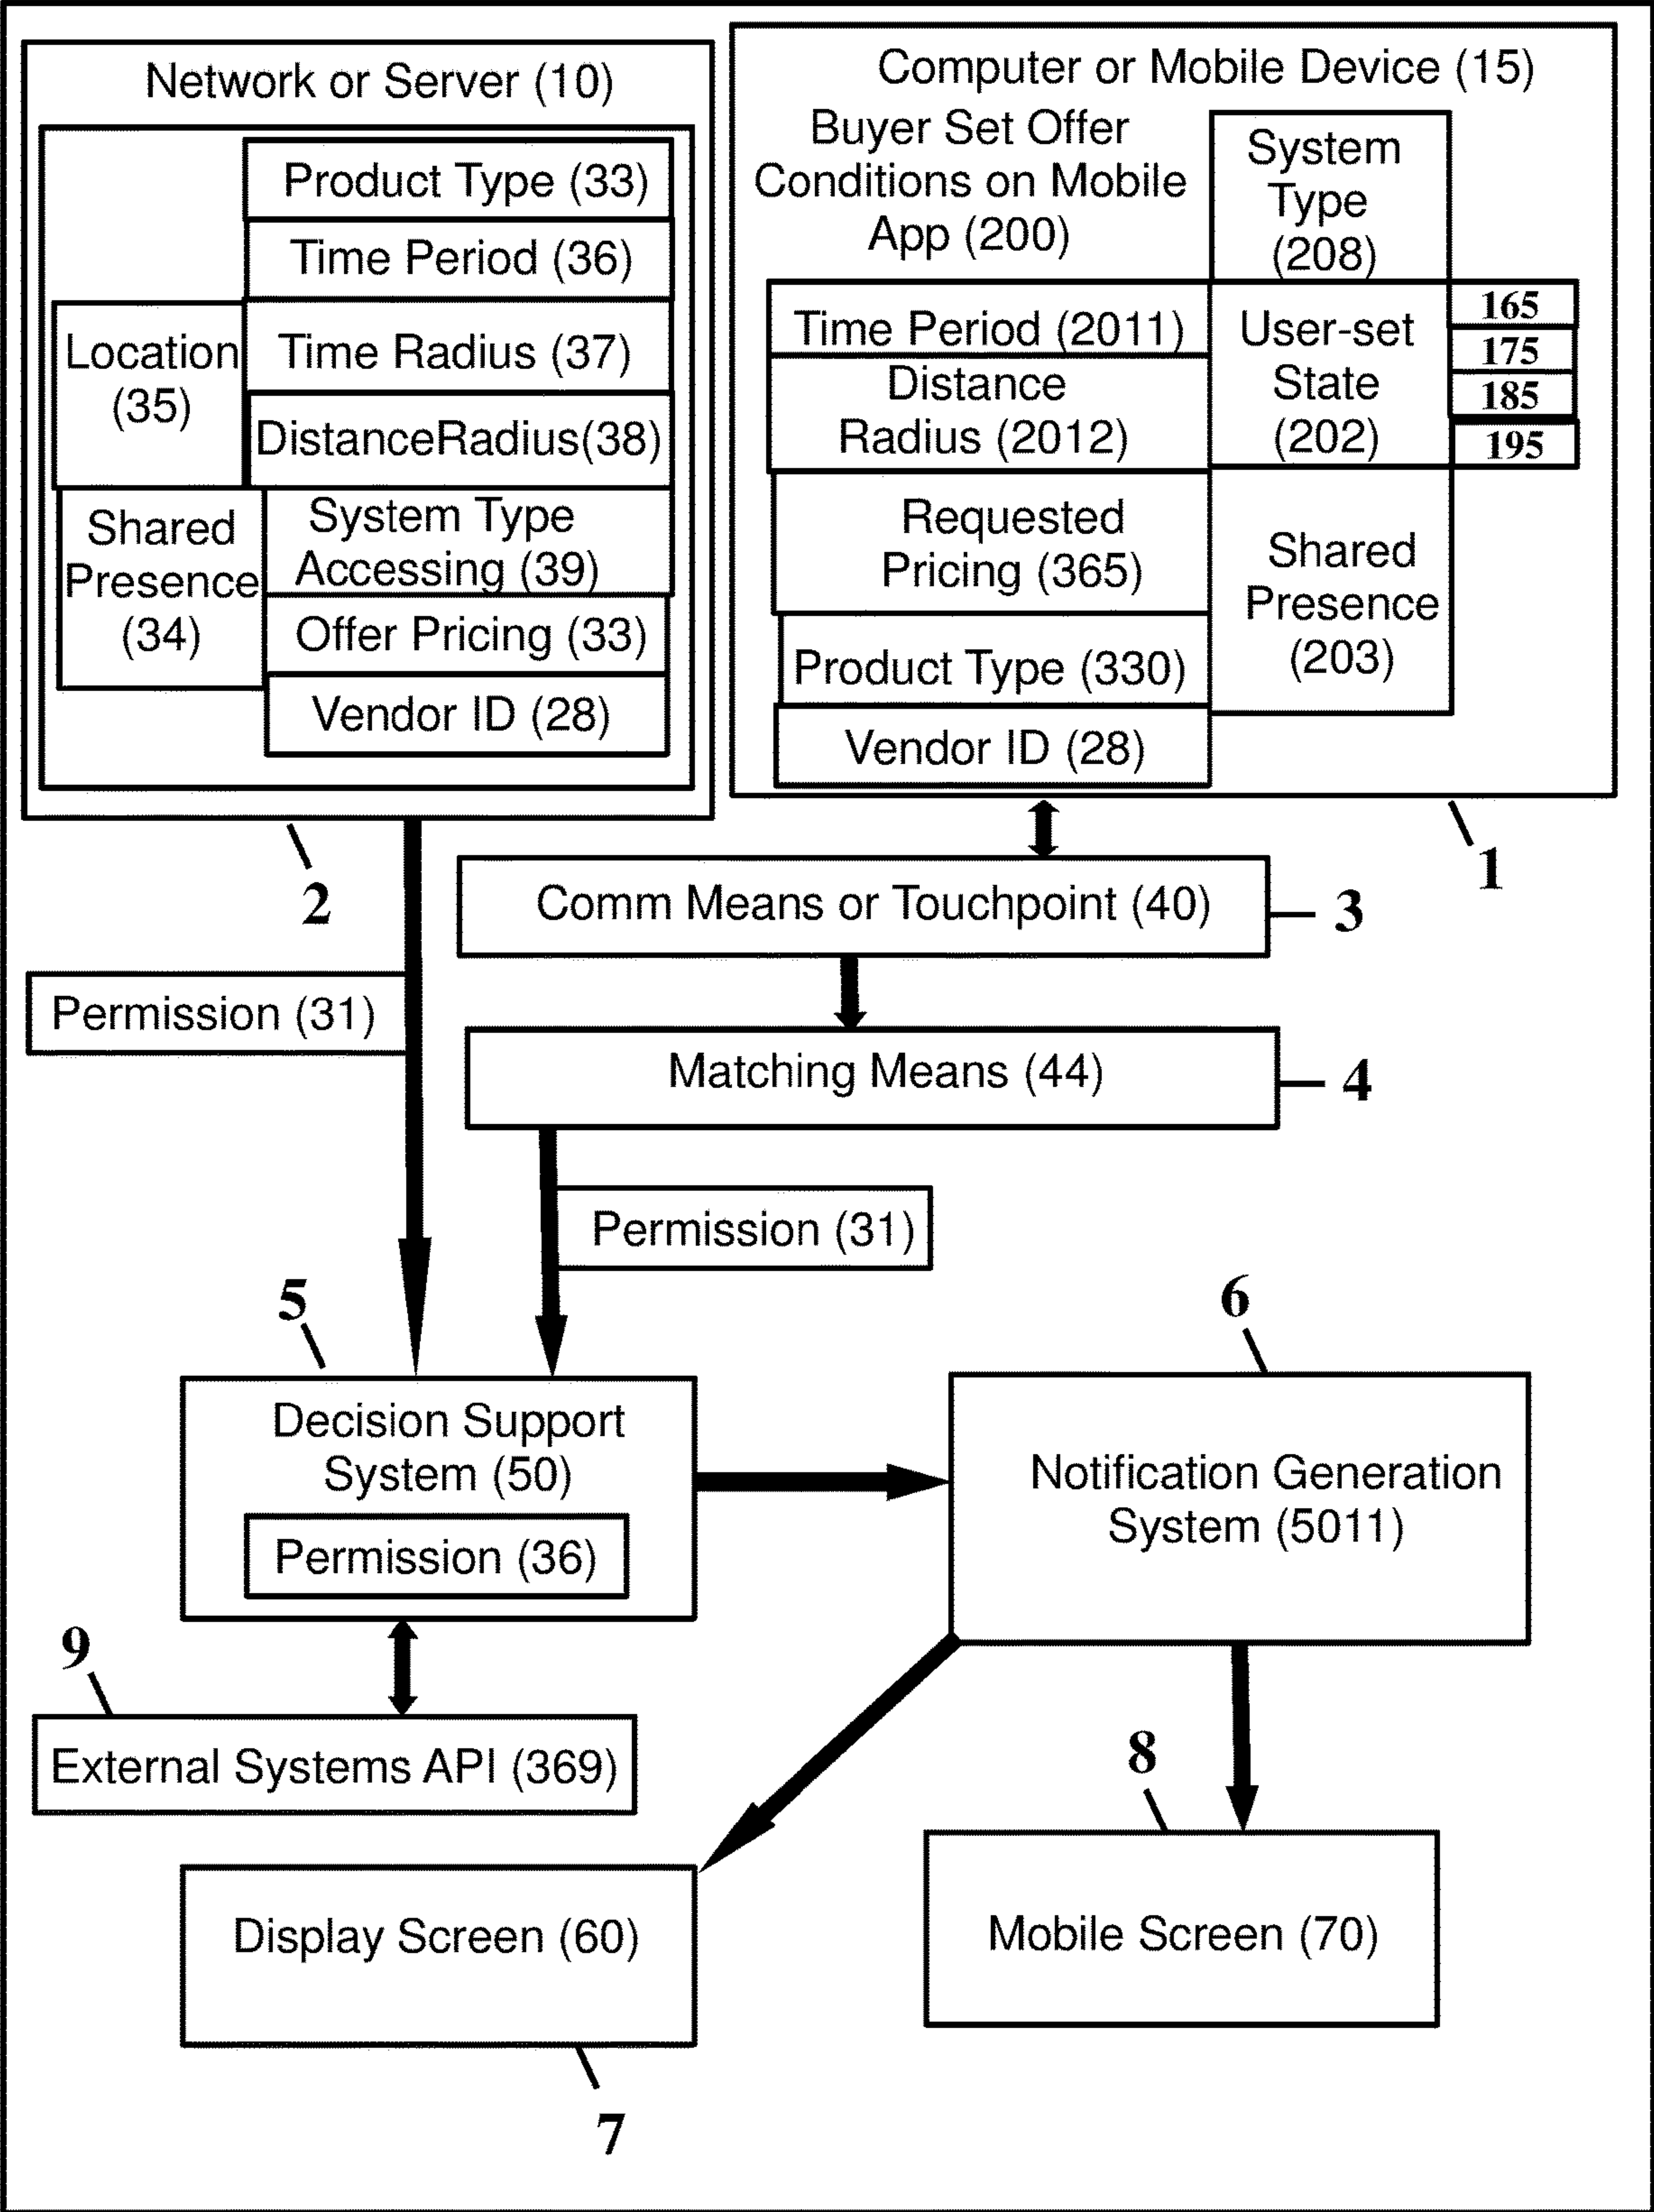 Network or Server (10)
Product Type (33)
Time Period (36)
Location
(35)
Time Radius (37)
DistanceRadius(38)
Shared
Presence
(34)
System Type
Accessing (39)
Offer Pricing (33)
Vendor ID (28)
Computer or Mobile Device (15)
Buyer Set Offer
Conditions on Mobile
App (200)
System
Type
(208)
Time Period (2011)
Distance
Radius (2012)
User-set
State
(202)
165
175
185
195
Requested
Pricing (365)
Shared
Presence
(203)
Product Type (330)
Vendor ID (28)
2
1
Comm Means or Touchpoint (40)
3
Permission (31)
Matching Means (44)
4
Permission (31)
5
6
Decision Support
System (50)
Permission (36)
Notification Generation
System (5011)
9
External Systems API (369)
8
Display Screen (60)
Mobile Screen (70)
7